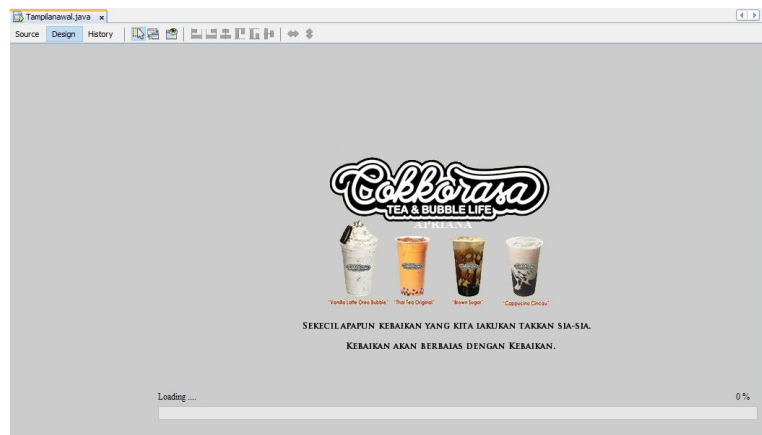 Tampilanawal.java x
Source Design History
Cokkorasa
TEA & BUBBLE LIFE
APRIANA
"Vanilla Latte Oreo Bubble" "Thai Tea Original" "Brown Sugar" "Cappucino Cincau"
SEKECIL APAPUN KEBAIKAN YANG KITA LAKUKAN TAKKAN SIA-SIA.
KEBAIKAN AKAN BERBALAS DENGAN KEBAIKAN.
Loading .... 0 %